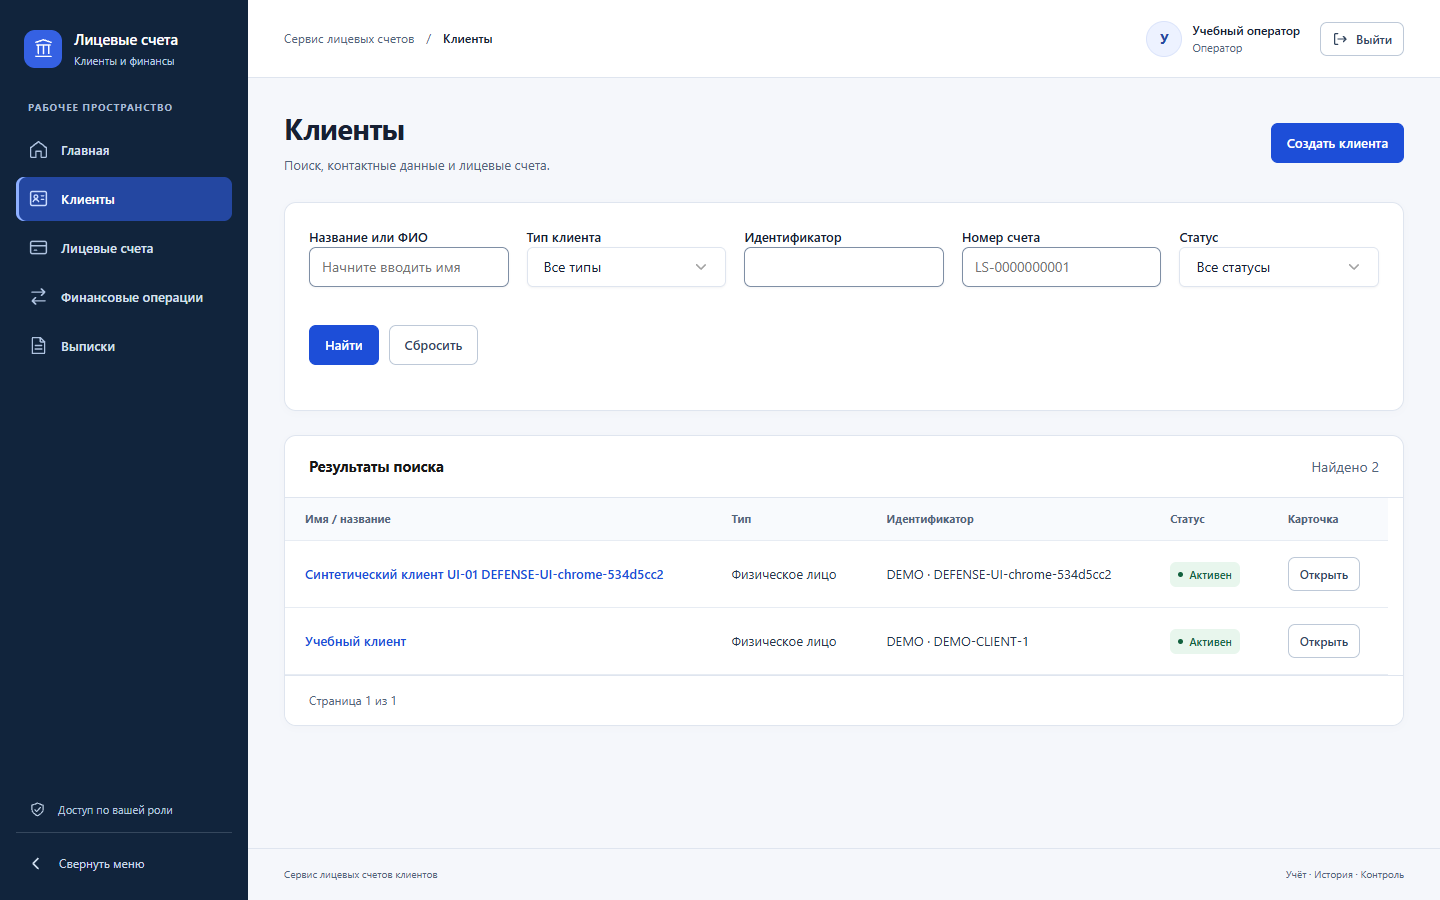 Лицевые счета
Клиенты и финансы
РАБОЧЕЕ ПРОСТРАНСТВО
Главная
Клиенты
Лицевые счета
Финансовые операции
Выписки
Доступ по вашей роли
Свернуть меню
Сервис лицевых счетов / Клиенты
У
Учебный оператор
Оператор
Выйти
Клиенты
Поиск, контактные данные и лицевые счета.
Создать клиента
Название или ФИО
Начните вводить имя
Тип клиента
Все типы
Идентификатор
Номер счета
LS-0000000001
Статус
Все статусы
Найти
Сбросить
Результаты поиска
Найдено 2
Имя / название Тип Идентификатор Статус Карточка
Синтетический клиент UI-01 DEFENSE-UI-chrome-534d5cc2 Физическое лицо DEMO · DEFENSE-UI-chrome-534d5cc2 Активен Открыть
Учебный клиент Физическое лицо DEMO · DEMO-CLIENT-1 Активен Открыть
Страница 1 из 1
Сервис лицевых счетов клиентов
Учёт · История · Контроль